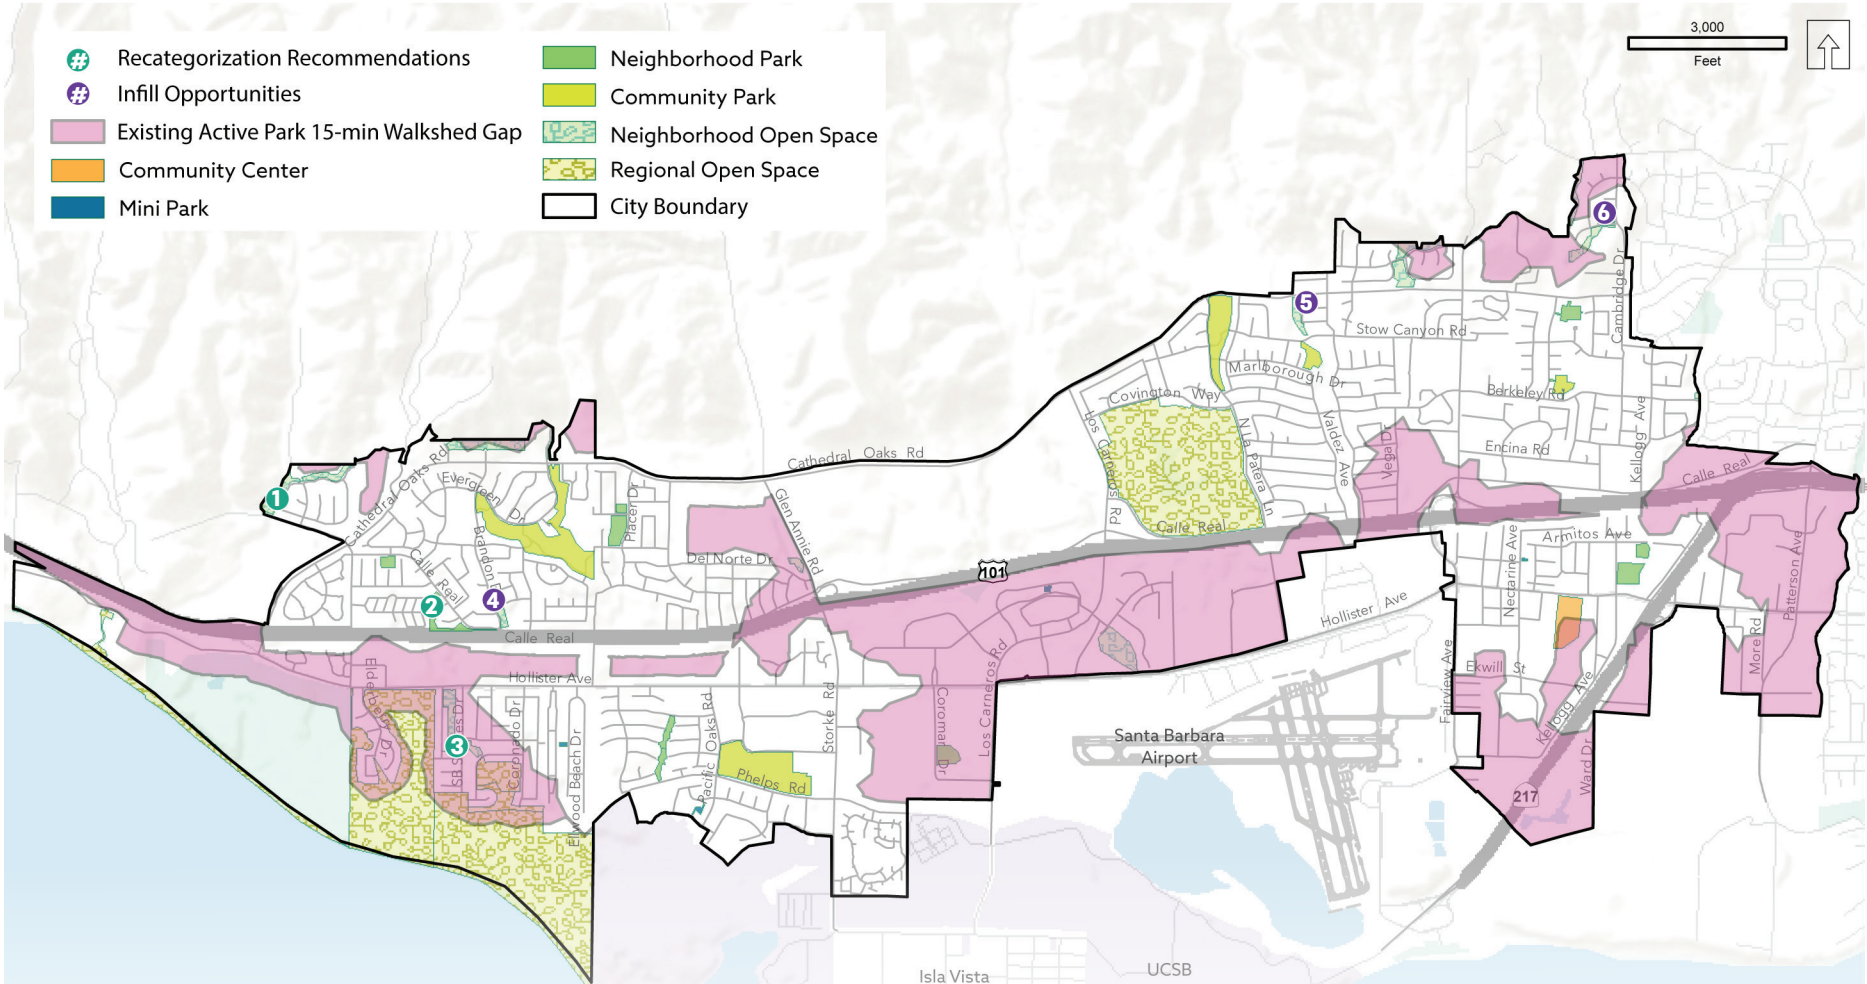 Recategorization Recommendations
Infill Opportunities
Existing Active Park 15-min Walkshed Gap
Community Center
Mini Park
Neighborhood Park
Community Park
Neighborhood Open Space
Regional Open Space
City Boundary
#
#
3,000
Feet
6
5
Cambridge Dr
Stow Canyon Rd
Marlborough Dr
Covington Way
Berkeley Rd
Los Carneros Rd
N La Patera Ln
Valdez Ave
Vega Dr
Encina Rd
Kellogg Ave
Calle Real
Cathedral Oaks Rd
Calle Real
1
Cathedral Oaks Rd
Evergreen Dr
Brandon
Placer Dr
Glen Annie Rd
Del Norte Dr
Calle Real
2
4
Calle Real
101
Nectarine Ave
Armitos Ave
Patterson Ave
Hollister Ave
Hollister Ave
Ekwill St
More Rd
Fairview Ave
Kellogg Ave
Ward Dr
217
3
Coronado Dr
Ellwood Beach Dr
Pacific Oaks Rd
Storke Rd
Phelps Rd
Coromar Dr
Los Carneros Rd
Santa Barbara
Airport
Isla Vista
UCSB